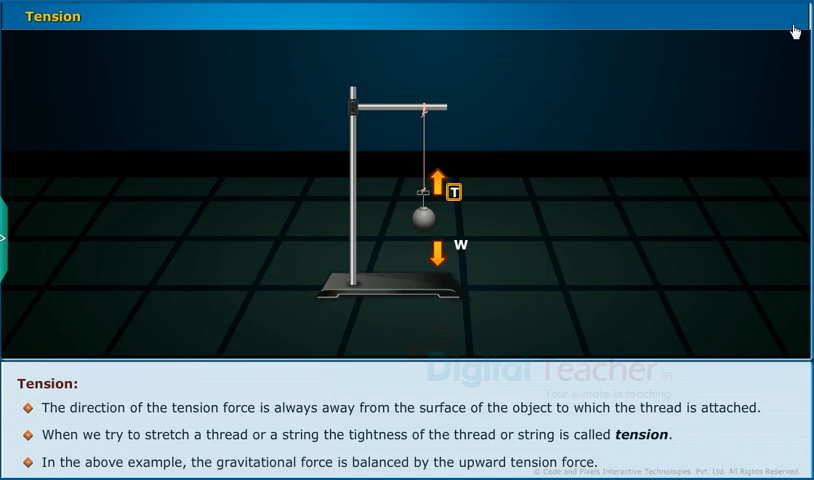 Tension
T
W
Digital Teacher.in
Your e-mate in teaching
Tension:
The direction of the tension force is always away from the surface of the object to which the thread is attached.
When we try to stretch a thread or a string the tightness of the thread or string is called tension.
In the above example, the gravitational force is balanced by the upward tension force.
© Code and Pixels Interactive Technologies Pvt. Ltd. All Rights Reserved.